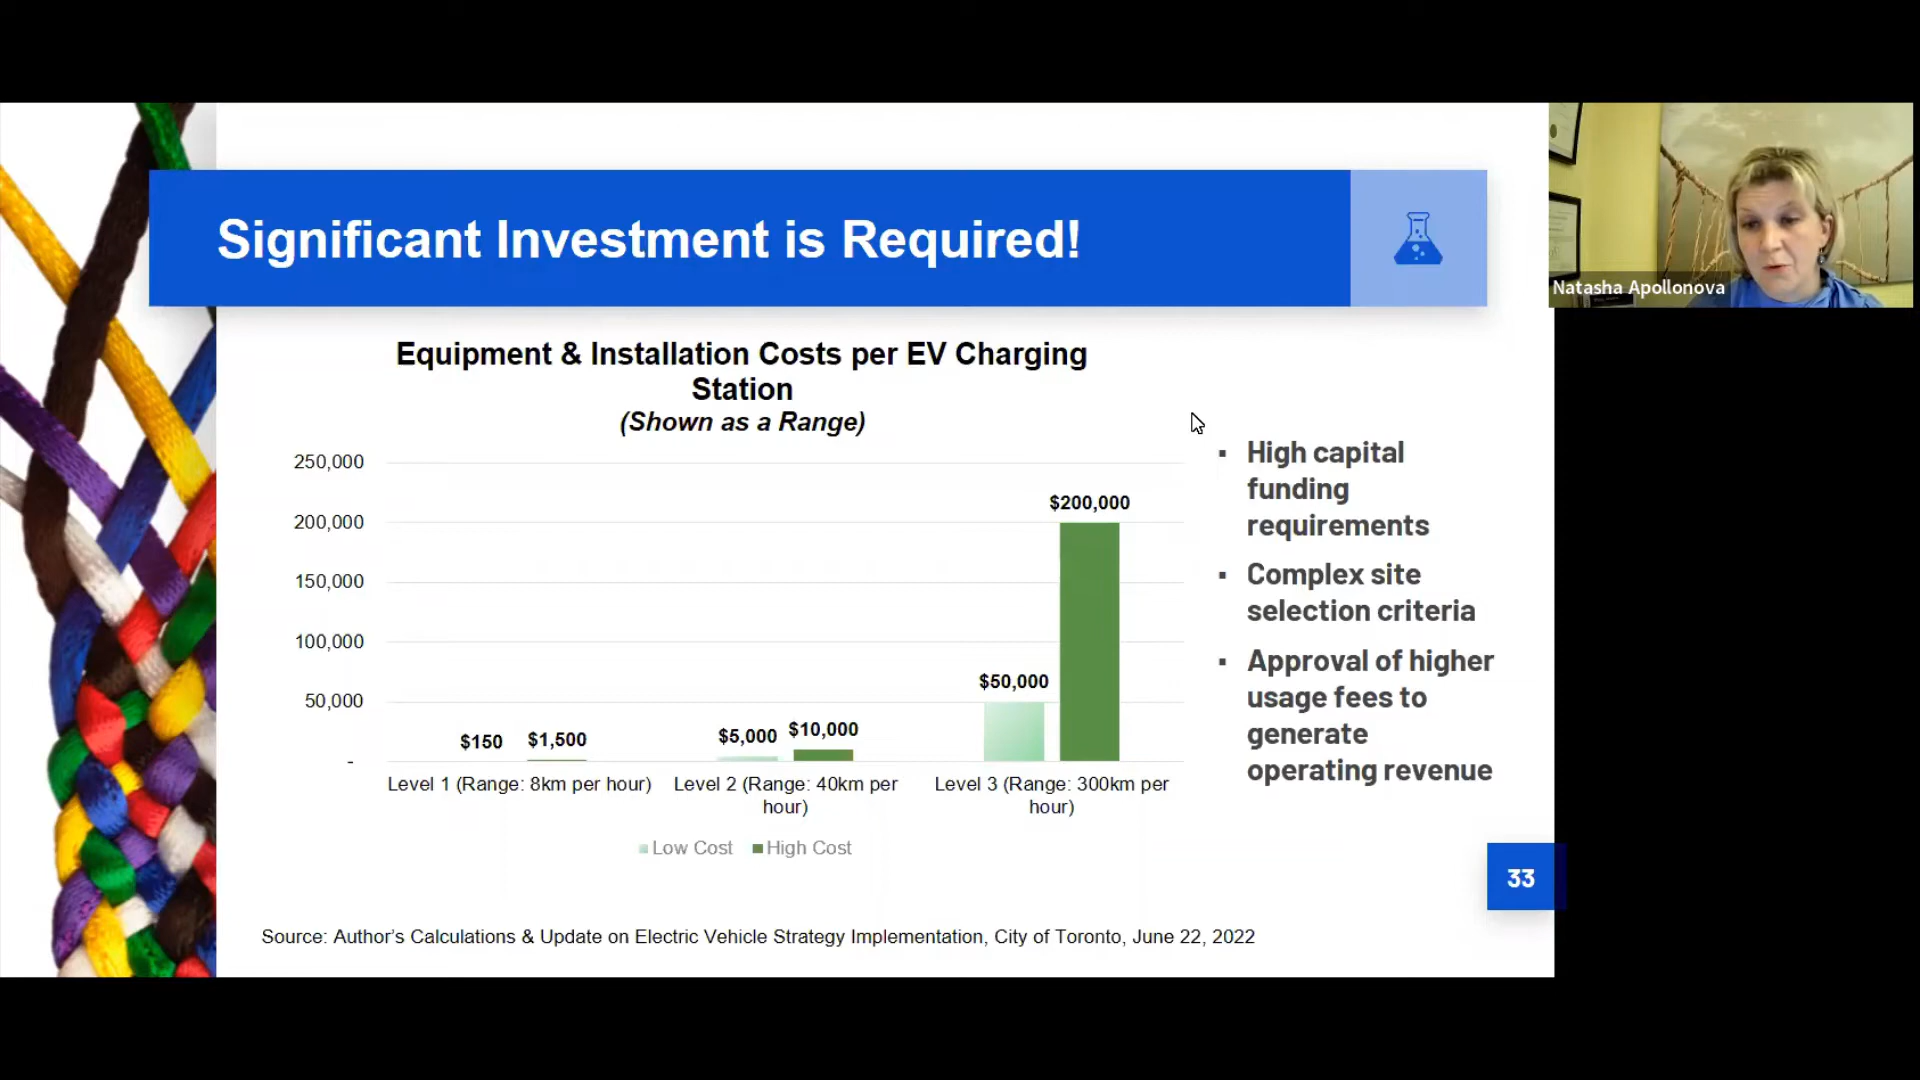 Significant Investment is Required!
Natasha Apollonova
Equipment & Installation Costs per EV Charging
Station
(Shown as a Range)
250,000
200,000
150,000
100,000
50,000
-
$150
$1,500
$5,000
$10,000
$50,000
$200,000
Level 1 (Range: 8km per hour)
Level 2 (Range: 40km per
hour)
Level 3 (Range: 300km per
hour)
Low Cost
High Cost
▪ High capital
funding
requirements
▪ Complex site
selection criteria
▪ Approval of higher
usage fees to
generate
operating revenue
33
Source: Author's Calculations & Update on Electric Vehicle Strategy Implementation, City of Toronto, June 22, 2022